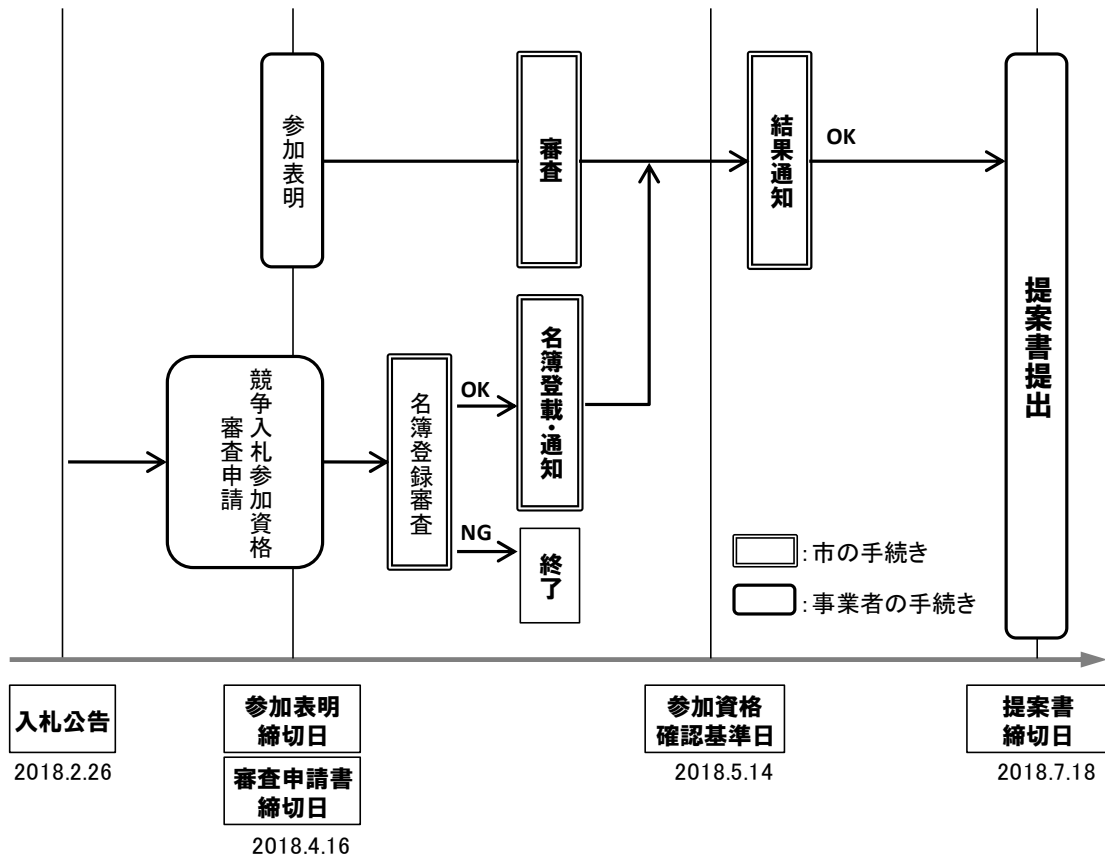 参加表明
審査
結果通知
OK
提案書提出
競争入札参加資格
審査申請
名簿登録審査
OK
名簿登載・通知
NG
終了
:市の手続き
:事業者の手続き
入札公告
2018.2.26
参加表明
締切日
審査申請書
締切日
2018.4.16
参加資格
確認基準日
2018.5.14
提案書
締切日
2018.7.18